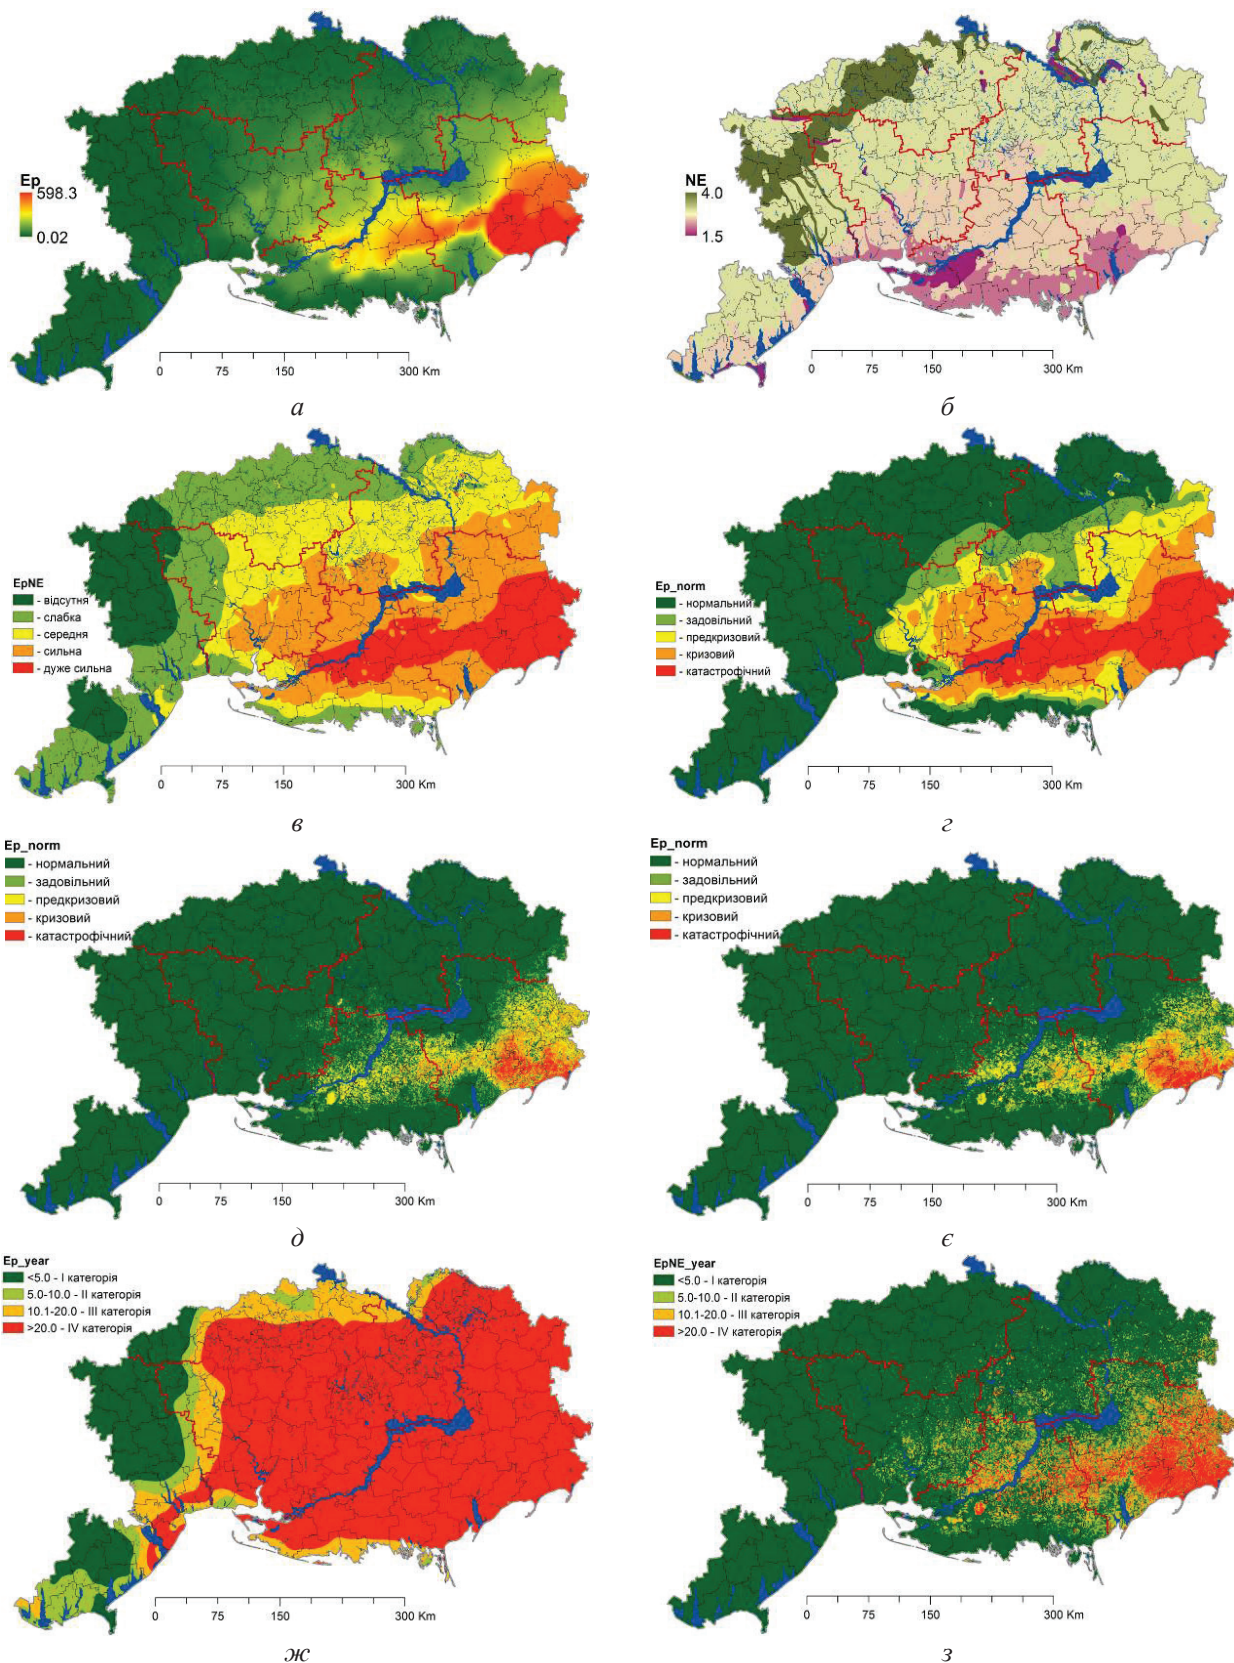 Ep
598.3
0.02
0 75 150 300 Km
а
NE
4.0
1.5
0 75 150 300 Km
б
EpNE
- відсутня
- слабка
- середня
- сильна
- дуже сильна
0 75 150 300 Km
в
Ep_norm
- нормальний
- задовільний
- предкризовий
- кризовий
- катастрофічний
0 75 150 300 Km
г
Ep_norm
- нормальний
- задовільний
- предкризовий
- кризовий
- катастрофічний
0 75 150 300 Km
д
Ep_norm
- нормальний
- задовільний
- предкризовий
- кризовий
- катастрофічний
0 75 150 300 Km
є
Ep_year
<5.0 - I категорія
5.0-10.0 - II категорія
10.1-20.0 - III категорія
>20.0 - IV категорія
0 75 150 300 Km
ж
EpNE_year
<5.0 - I категорія
5.0-10.0 - II категорія
10.1-20.0 - III категорія
>20.0 - IV категорія
0 75 150 300 Km
з